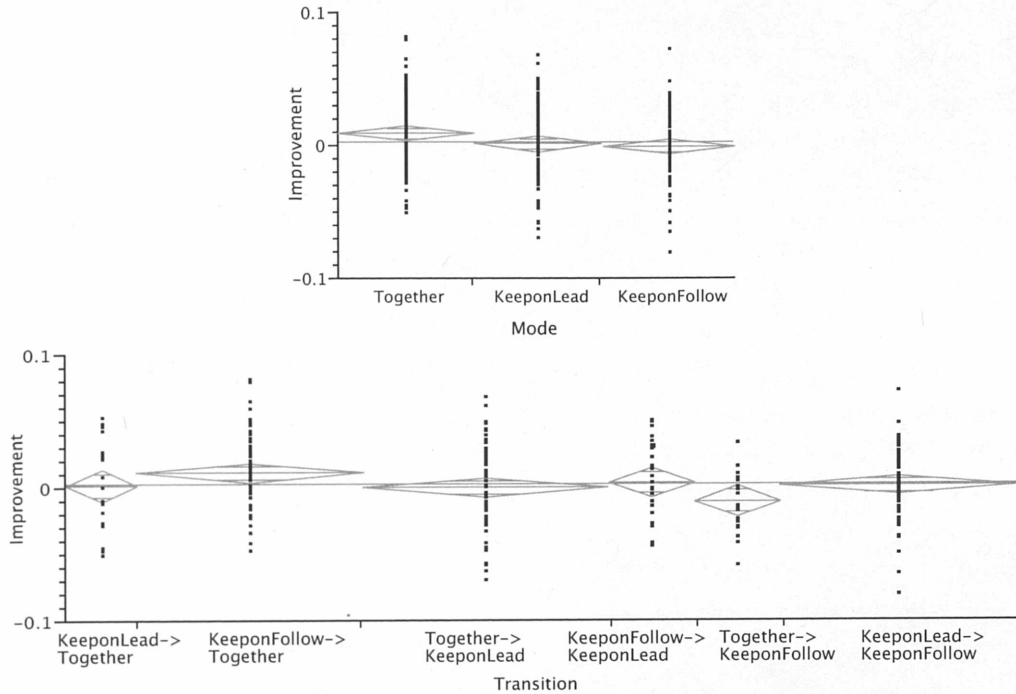 0.1
Improvement
0
-0.1
Together KeeponLead KeeponFollow
Mode
0.1
Improvement
0
-0.1
KeeponLead-> KeeponFollow-> Together-> KeeponFollow-> Together-> KeeponLead->
Together Together KeeponLead KeeponLead KeeponFollow KeeponFollow
Transition